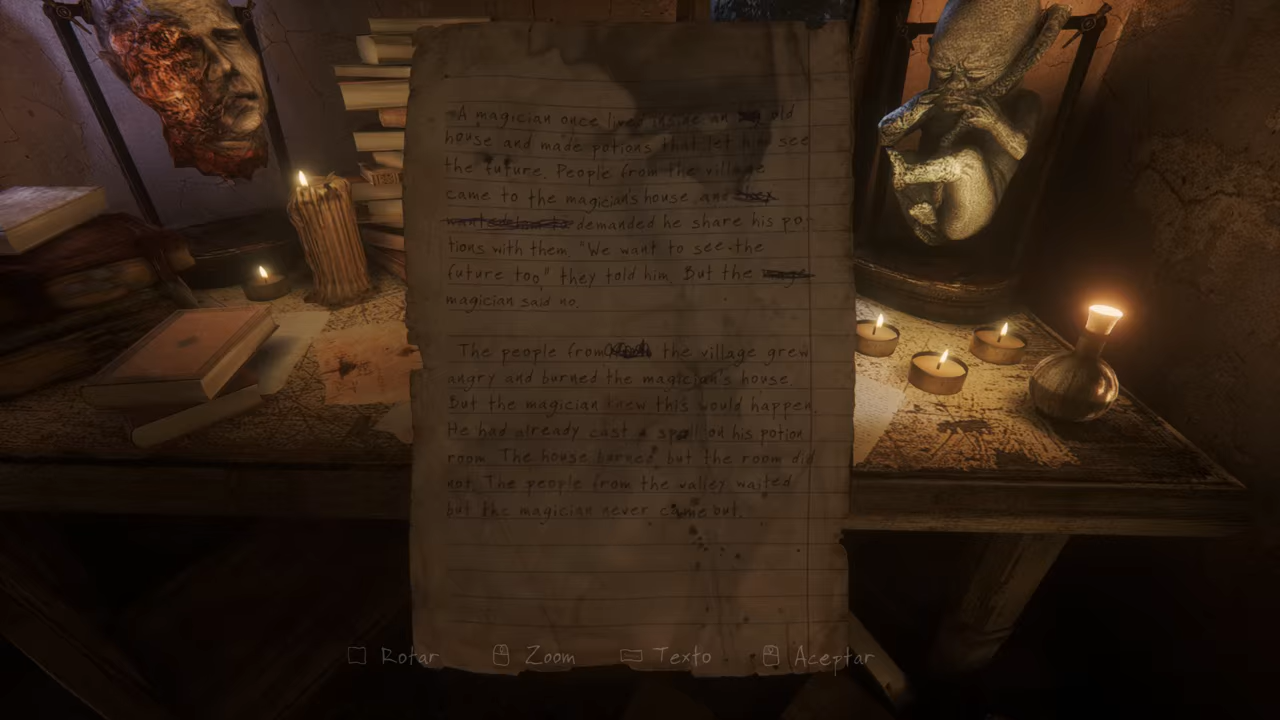 A magician once lived inside an old
house and made potions that let him see
the future. People from the village
came to the magician's house and
demanded he share his po-
tions with them. "We want to see the
future too" they told him. But the
magician said no.
The people from the village grew
angry and burned the magician's house.
But the magician knew this would happen.
He had already cast a spell on his potion
room. The house burned but the room did
not. The people from the valley waited
but the magician never came out.
Rotar Zoom Texto Aceptar